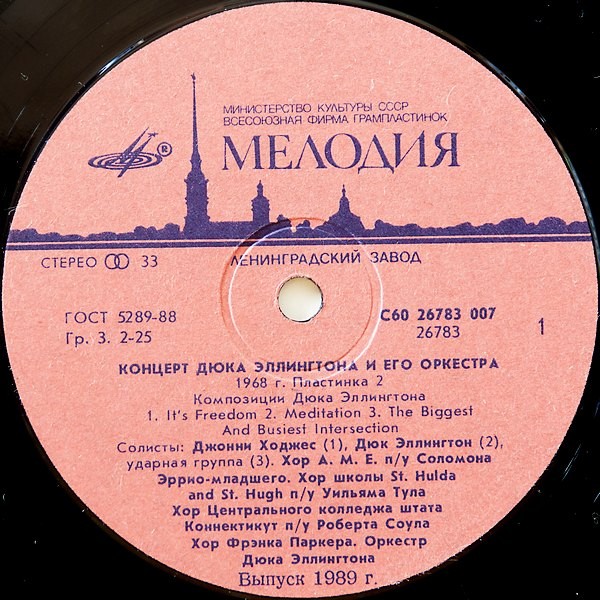 МИНИСТЕРСТВО КУЛЬТУРЫ СССР
ВСЕСОЮЗНАЯ ФИРМА ГРАМПЛАСТИНОК
®
МЕЛОДИЯ
СТЕРЕО 33 ЛЕНИНГРАДСКИЙ ЗАВОД
ГОСТ 5289-88 С60 26783 007
Гр. 3. 2-25 26783 1
КОНЦЕРТ ДЮКА ЭЛЛИНГТОНА И ЕГО ОРКЕСТРА
1968 г. Пластинка 2
Композиции Дюка Эллингтона
1. It's Freedom 2. Meditation 3. The Biggest
And Busiest Intersection
Солисты: Джонни Ходжес (1), Дюк Эллингтон (2),
ударная группа (3). Хор А. М. Е. п/у Соломона
Эррио-младшего. Хор школы St. Hulda
and St. Hugh п/у Уильяма Тула
Хор Центрального колледжа штата
Коннектикут п/у Роберта Соула
Хор Фрэнка Паркера. Оркестр
Дюка Эллингтона
Выпуск 1989 г.